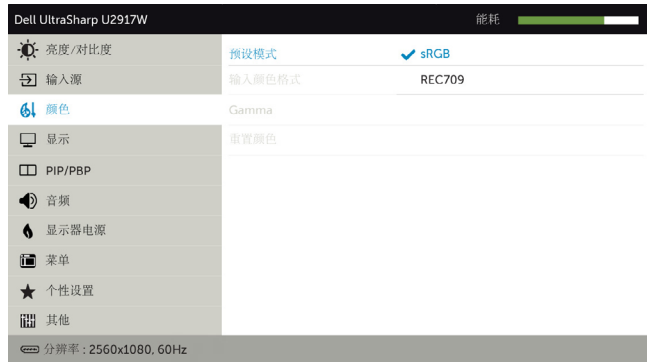 Dell UltraSharp U2917W 能耗
亮度/对比度 预设模式 sRGB
输入源 输入颜色格式 REC709
颜色 Gamma
显示 重置颜色
PIP/PBP
音频
显示器电源
菜单
个性设置
其他
分辨率 : 2560x1080, 60Hz